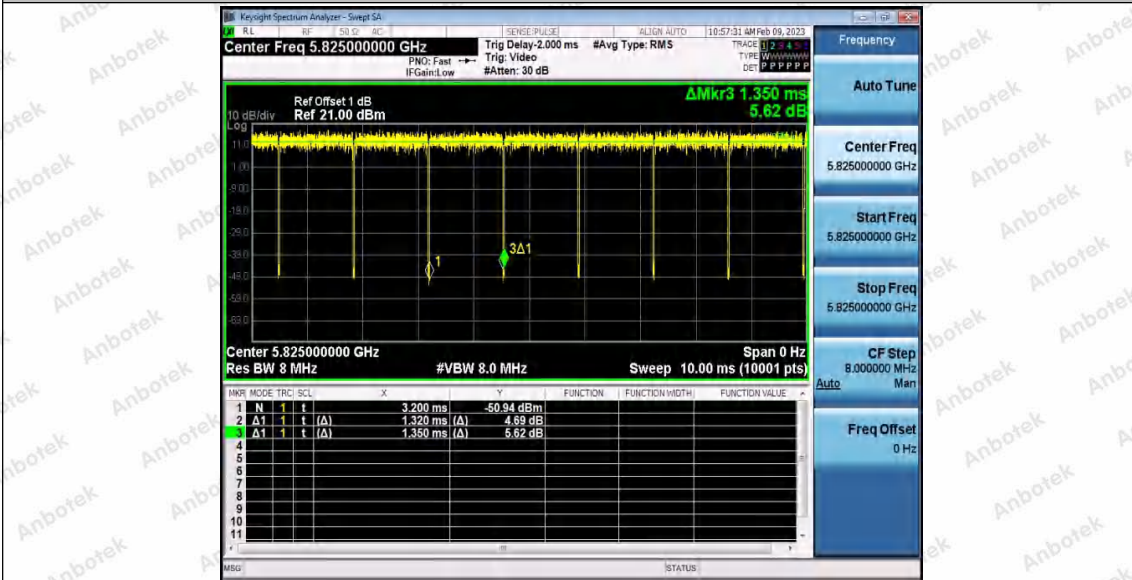 Keysight Spectrum Analyzer - Swept SA
RL RF 50 Ω AC SENSE:PULSE ALIGN AUTO 10:57:31 AM Feb 09, 2023
Center Freq 5.825000000 GHz
PNO: Fast
IFGain:Low
Trig Delay-2.000 ms
Trig: Video
#Atten: 30 dB
#Avg Type: RMS
TRACE 1 2 3 4 5 6
TYPE W
DET P P P P P P
ΔMkr3 1.350 ms
5.62 dB
Ref Offset 1 dB
10 dB/div Ref 21.00 dBm
Log
11.0
1.00
-9.00
-19.0
-29.0
-39.0
-49.0
-59.0
-69.0
1
3Δ1
Center 5.825000000 GHz Span 0 Hz
Res BW 8 MHz #VBW 8.0 MHz Sweep 10.00 ms (10001 pts)
MKR MODE TRC SCL X Y FUNCTION FUNCTION WIDTH FUNCTION VALUE
1 N 1 t 3.200 ms -50.94 dBm
2 Δ1 1 t (Δ) 1.320 ms (Δ) 4.69 dB
3 Δ1 1 t (Δ) 1.350 ms (Δ) 5.62 dB
4
5
6
7
8
9
10
11
MSG STATUS
Frequency
Auto Tune
Center Freq
5.825000000 GHz
Start Freq
5.825000000 GHz
Stop Freq
5.825000000 GHz
CF Step
8.000000 MHz
Auto Man
Freq Offset
0 Hz
Anbotek